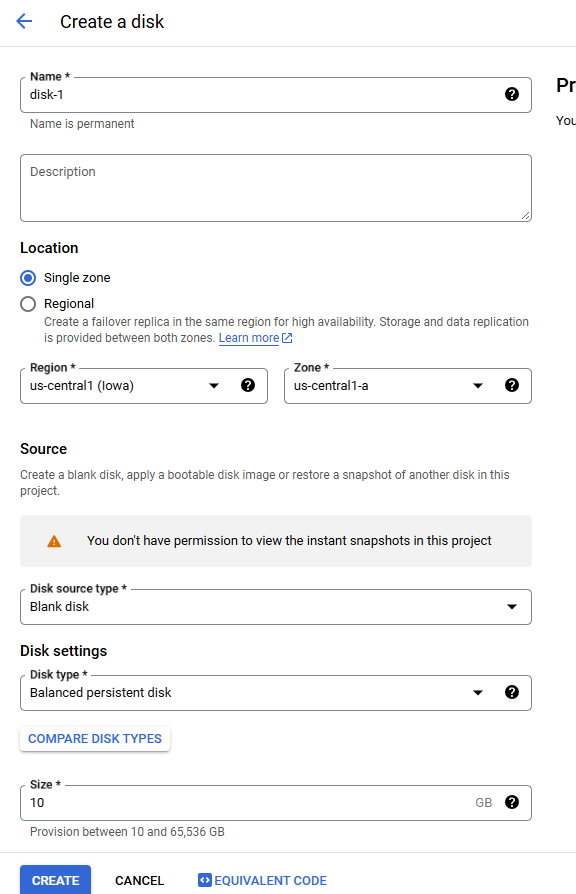 Create a disk
Name *
disk-1
Name is permanent
Pr
You
Description
Location
Single zone
Regional
Create a failover replica in the same region for high availability. Storage and data replication
is provided between both zones. Learn more
Region *
us-central1 (Iowa)
Zone *
us-central1-a
Source
Create a blank disk, apply a bootable disk image or restore a snapshot of another disk in this
project.
You don't have permission to view the instant snapshots in this project
Disk source type *
Blank disk
Disk settings
Disk type *
Balanced persistent disk
COMPARE DISK TYPES
Size *
10 GB
Provision between 10 and 65,536 GB
CREATE CANCEL EQUIVALENT CODE